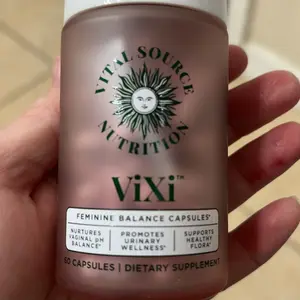 VITAL SOURCE
NUTRITION
ViXi™
FEMININE BALANCE CAPSULES*
NURTURES
VAGINAL pH
BALANCE*
PROMOTES
URINARY
WELLNESS*
SUPPORTS
HEALTHY
FLORA*
60 CAPSULES | DIETARY SUPPLEMENT